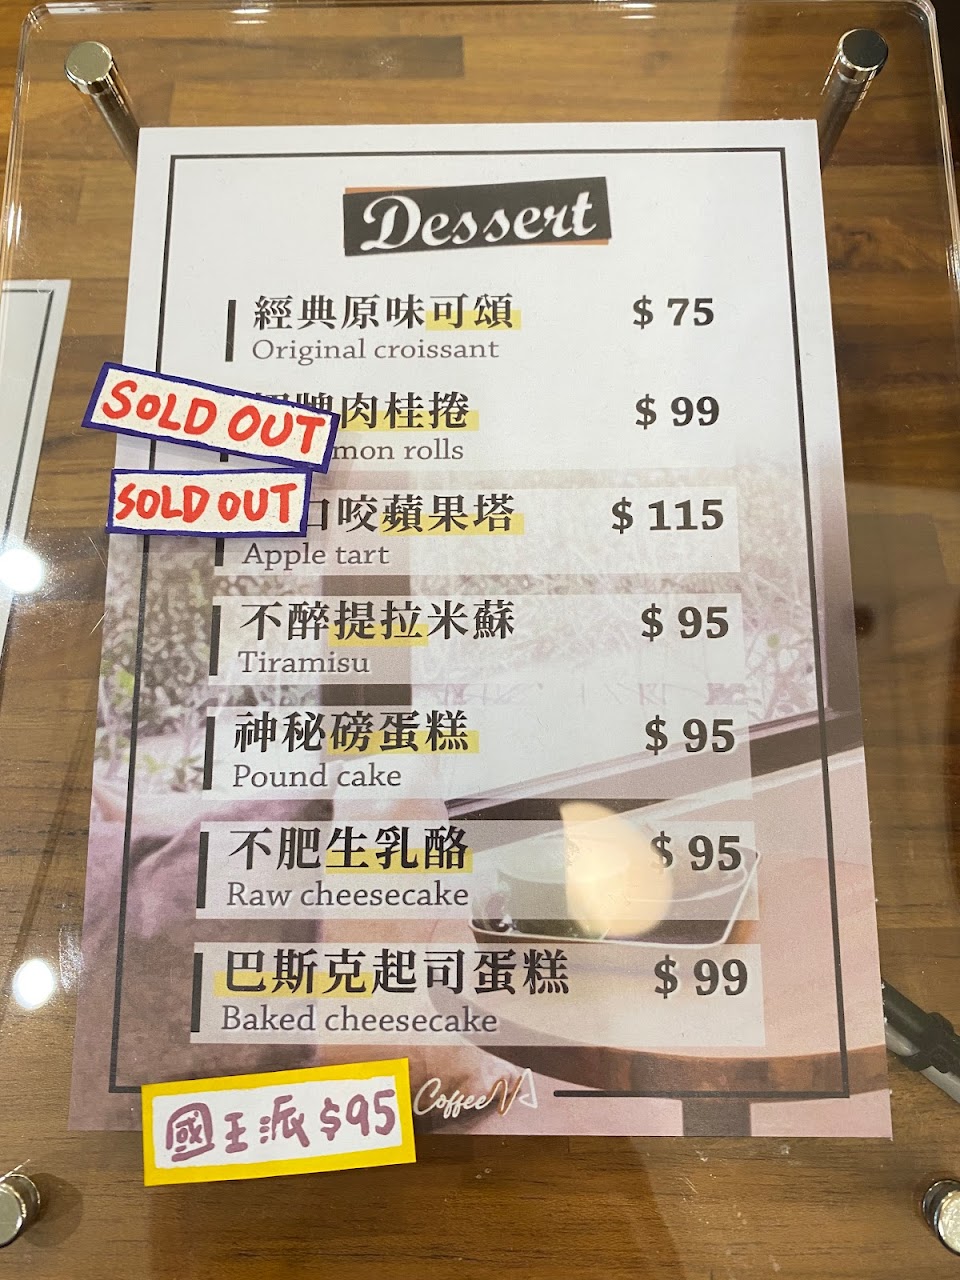 Dessert
經典原味可頌 $ 75
Original croissant
SOLD OUT
肉桂捲 $ 99
mon rolls
SOLD OUT
口咬蘋果塔 $ 115
Apple tart
不醉提拉米蘇 $ 95
Tiramisu
神秘磅蛋糕 $ 95
Pound cake
不肥生乳酪 $ 95
Raw cheesecake
巴斯克起司蛋糕 $ 99
Baked cheesecake
CoffeeNA
國王派 $95